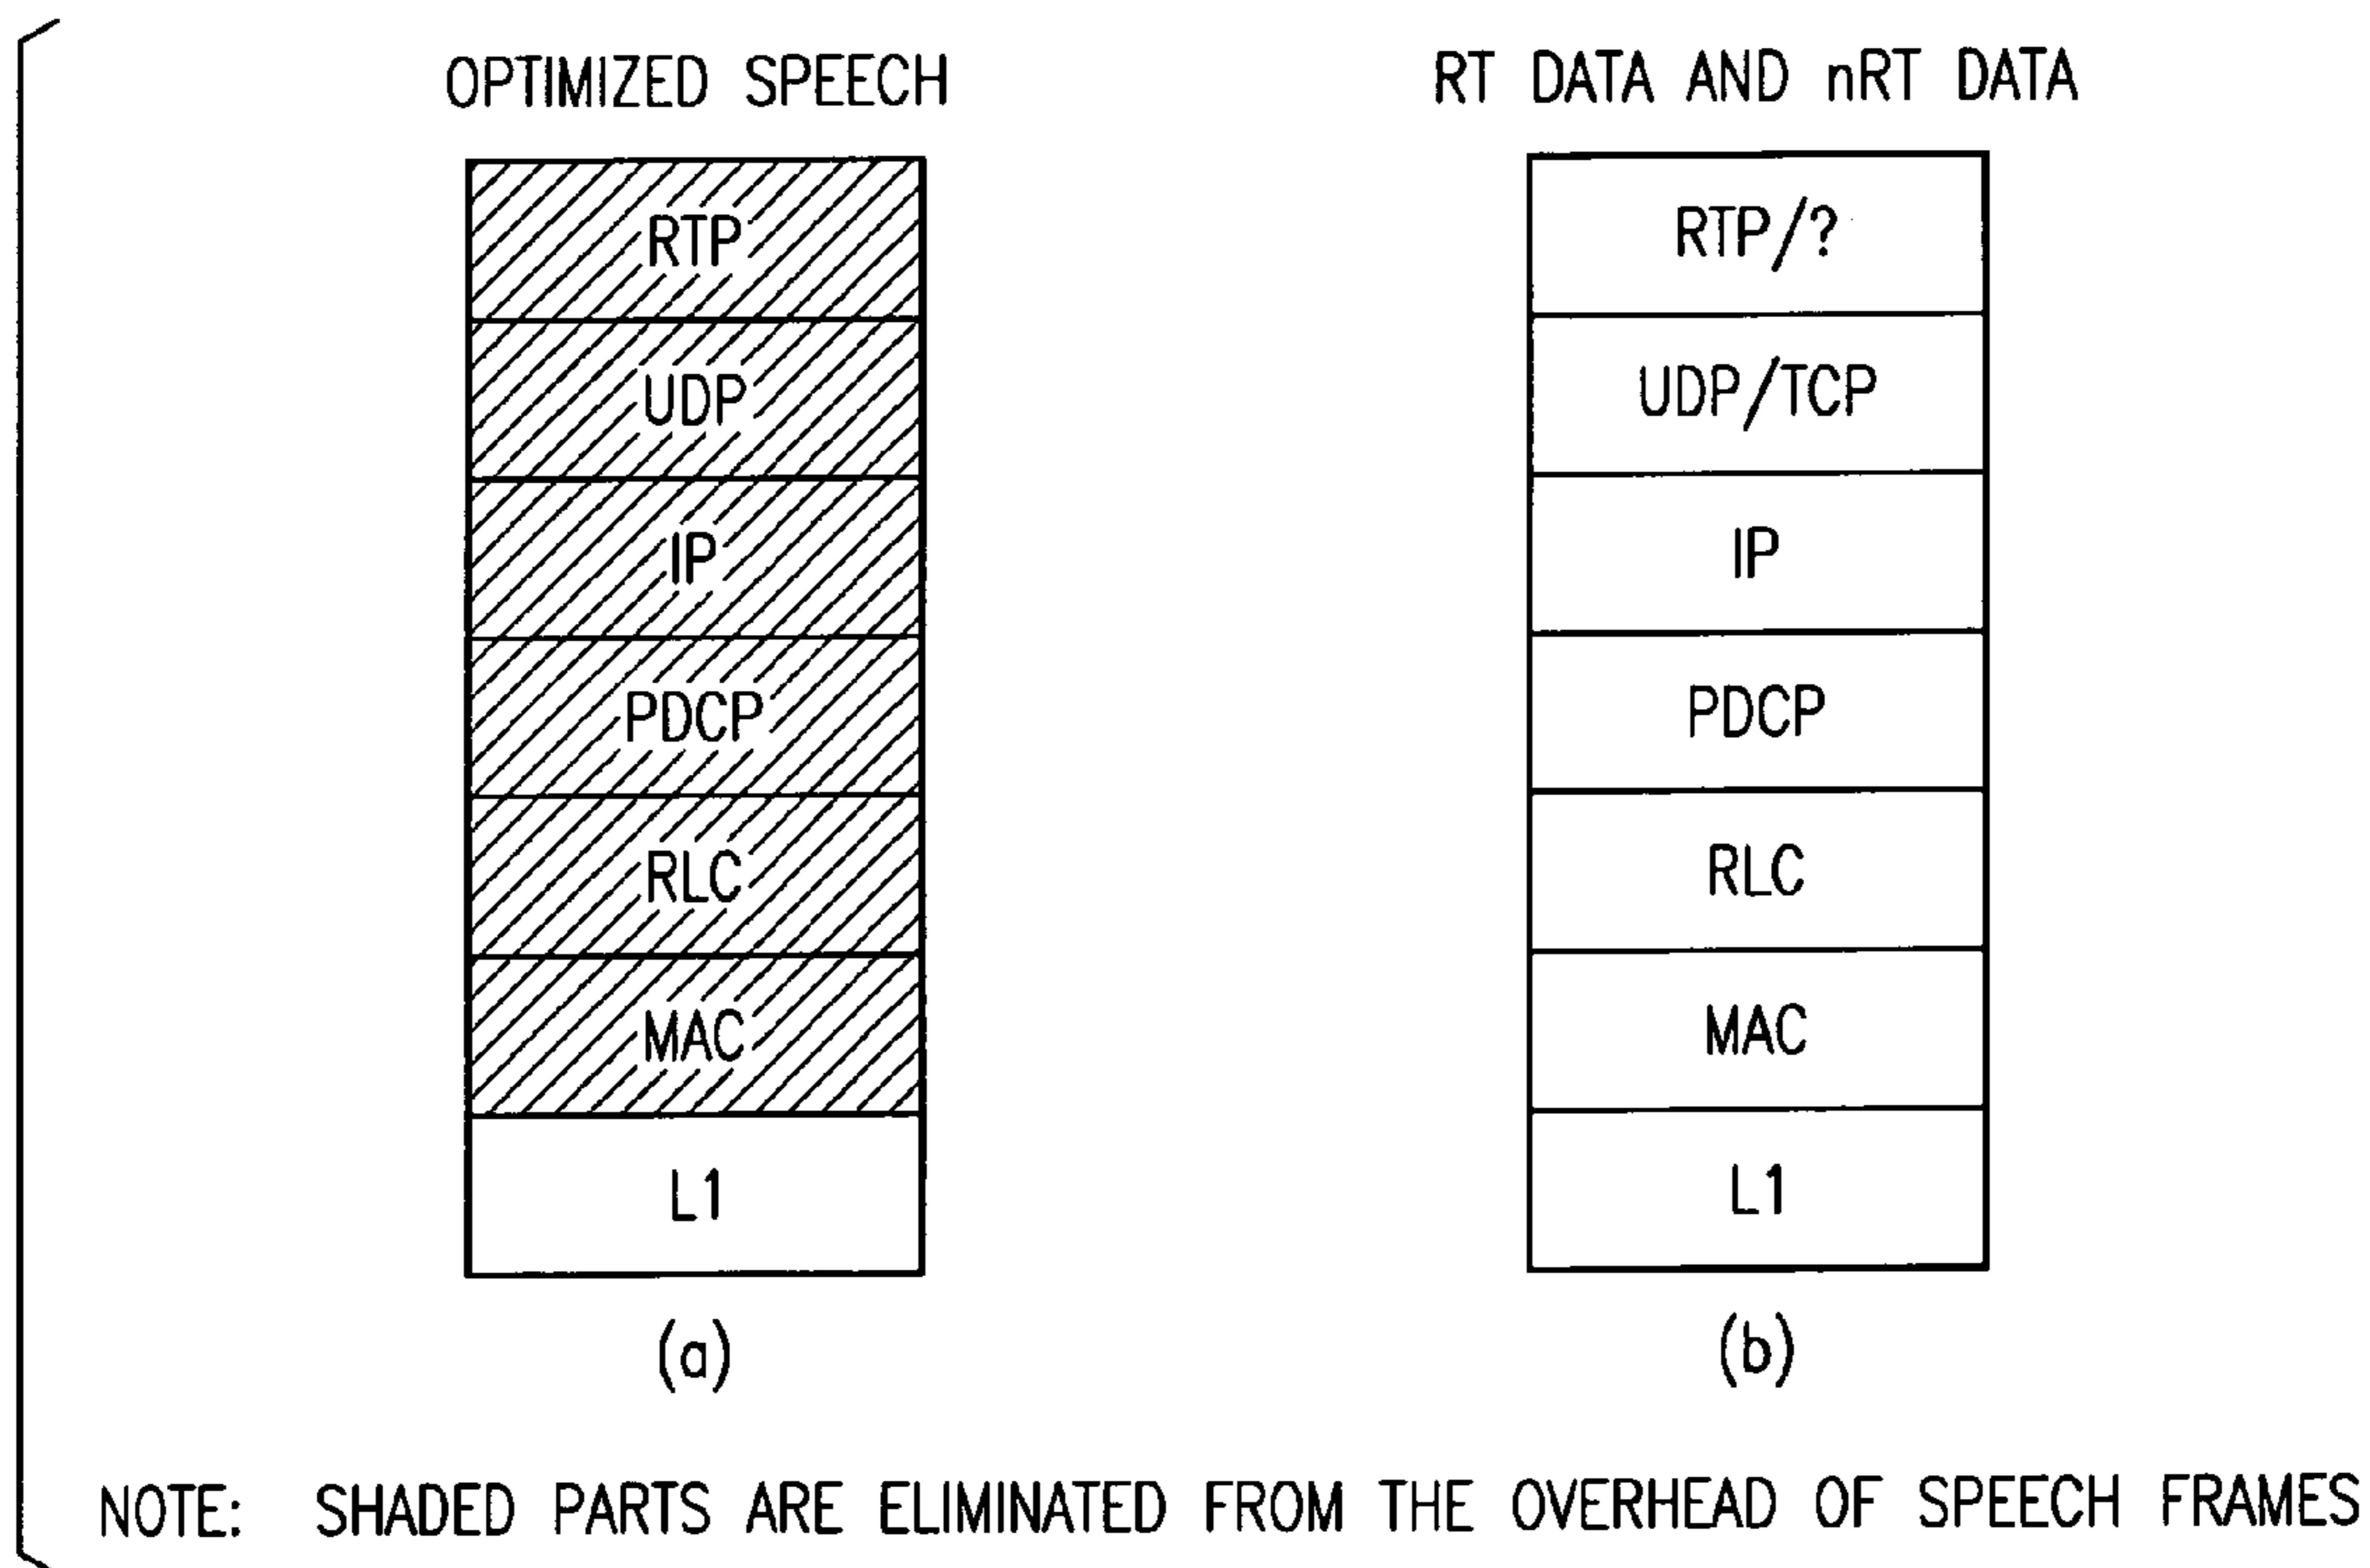 OPTIMIZED SPEECH
RTP
UDP
IP
PDCP
RLC
MAC
L1
(a)
RT DATA AND nRT DATA
RTP/?
UDP/TCP
IP
PDCP
RLC
MAC
L1
(b)
NOTE: SHADED PARTS ARE ELIMINATED FROM THE OVERHEAD OF SPEECH FRAMES